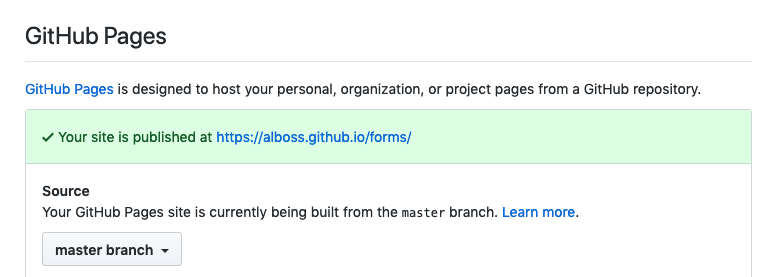 GitHub Pages
GitHub Pages is designed to host your personal, organization, or project pages from a GitHub repository.
✔ Your site is published at https://alboss.github.io/forms/
Source
Your GitHub Pages site is currently being built from the master branch. Learn more.
master branch